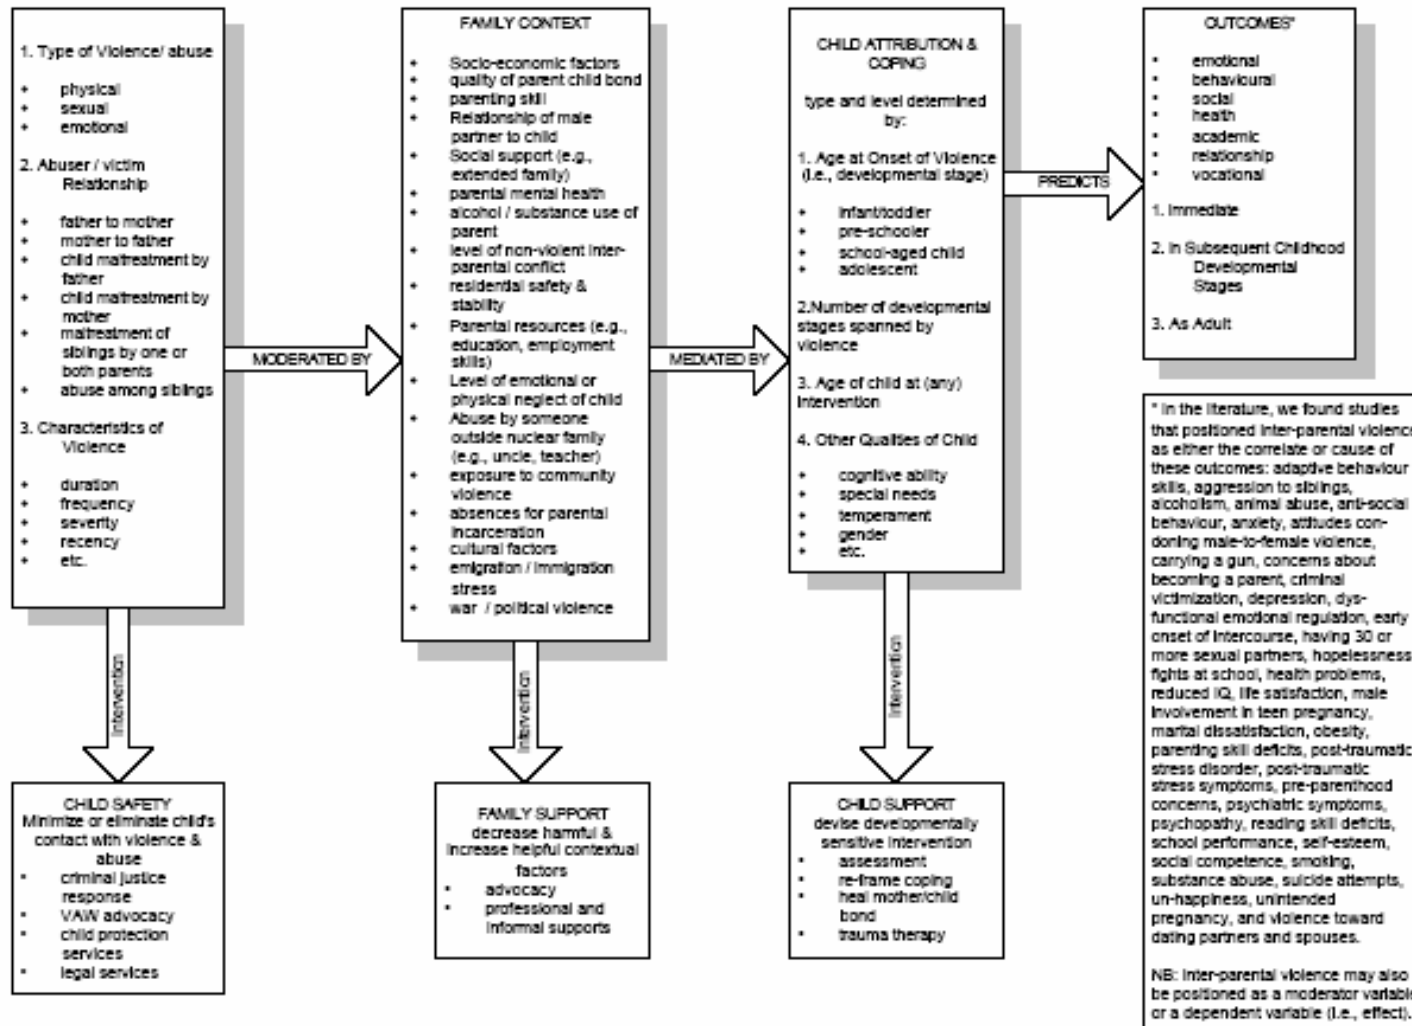 1. Type of Violence/ abuse
• physical
• sexual
• emotional
2. Abuser / victim
Relationship
• father to mother
• mother to father
• child maltreatment by
father
• child maltreatment by
mother
• maltreatment of
siblings by one or
both parents
• abuse among siblings
3. Characteristics of
Violence
• duration
• frequency
• severity
• recency
• etc.
MODERATED BY
FAMILY CONTEXT
• Socio-economic factors
• quality of parent child bond
• parenting skill
• Relationship of male
partner to child
• Social support (e.g.,
extended family)
• parental mental health
• alcohol / substance use of
parent
• level of non-violent inter-
parental conflict
• residential safety &
stability
• Parental resources (e.g.,
education, employment
skills)
• Level of emotional or
physical neglect of child
• Abuse by someone
outside nuclear family
(e.g., uncle, teacher)
• exposure to community
violence
• absences for parental
incarceration
• cultural factors
• emigration / immigration
stress
• war / political violence
MEDIATED BY
CHILD ATTRIBUTION &
COPING
type and level determined
by:
1. Age at Onset of Violence
(i.e., developmental stage)
• infant/toddler
• pre-schooler
• school-aged child
• adolescent
2.Number of developmental
stages spanned by
violence
3. Age of child at (any)
intervention
4. Other Qualities of Child
• cognitive ability
• special needs
• temperament
• gender
• etc.
PREDICTS
OUTCOMES*
• emotional
• behavioural
• social
• health
• academic
• relationship
• vocational
1. Immediate
2. In Subsequent Childhood
Developmental
Stages
3. As Adult
Intervention
Intervention
Intervention
CHILD SAFETY
Minimize or eliminate child's
contact with violence &
abuse
• criminal justice
response
• VAW advocacy
• child protection
services
• legal services
FAMILY SUPPORT
decrease harmful &
increase helpful contextual
factors
• advocacy
• professional and
informal supports
CHILD SUPPORT
devise developmentally
sensitive intervention
• assessment
• re-frame coping
• heal mother/child
bond
• trauma therapy
* In the literature, we found studies
that positioned inter-parental violence
as either the correlate or cause of
these outcomes: adaptive behaviour
skills, aggression to siblings,
alcoholism, animal abuse, anti-social
behaviour, anxiety, attitudes con-
doning male-to-female violence,
carrying a gun, concerns about
becoming a parent, criminal
victimization, depression, dys-
functional emotional regulation, early
onset of intercourse, having 30 or
more sexual partners, hopelessness
fights at school, health problems,
reduced IQ, life satisfaction, male
involvement in teen pregnancy,
marital dissatisfaction, obesity,
parenting skill deficits, post-traumatic
stress disorder, post-traumatic
stress symptoms, pre-parenthood
concerns, psychiatric symptoms,
psychopathy, reading skill deficits,
school performance, self-esteem,
social competence, smoking,
substance abuse, suicide attempts,
un-happiness, unintended
pregnancy, and violence toward
dating partners and spouses.
NB: Inter-parental violence may also
be positioned as a moderator variable
or a dependent variable (i.e., effect).